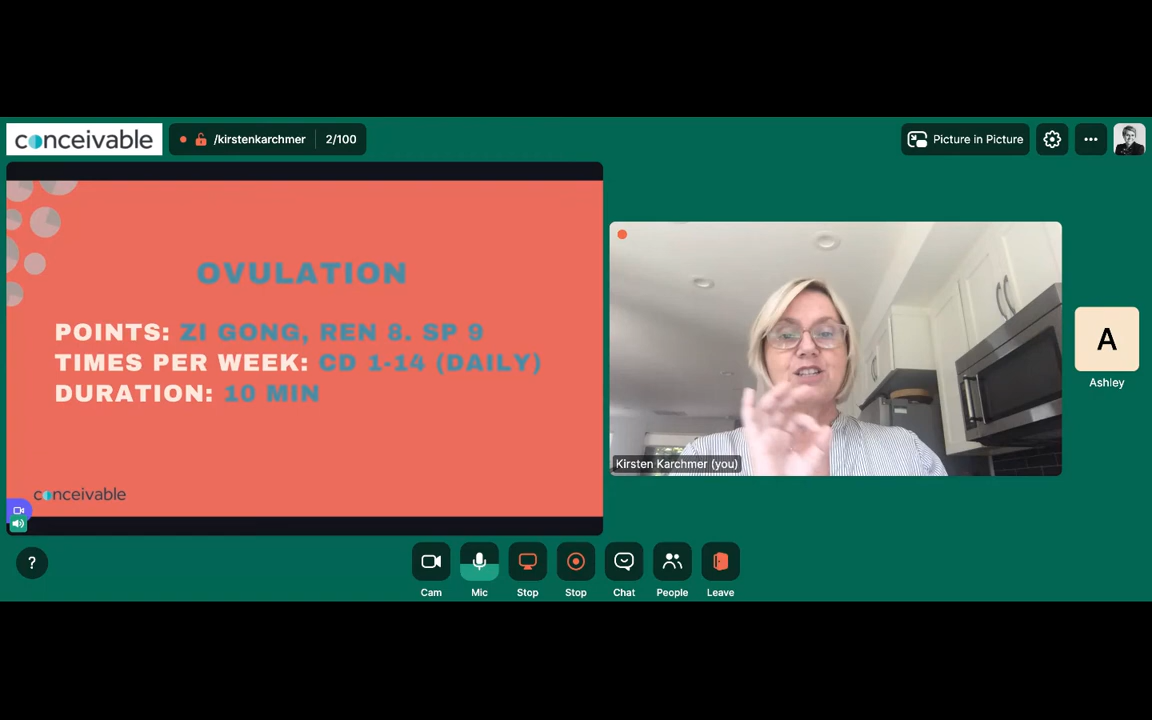 conceivable
/kirstenkarchmer 2/100
Picture in Picture
OVULATION
POINTS: ZI GONG, REN 8. SP 9
TIMES PER WEEK: CD 1-14 (DAILY)
DURATION: 10 MIN
conceivable
Kirsten Karchmer (you)
A
Ashley
?
Cam
Mic
Stop
Stop
Chat
People
Leave